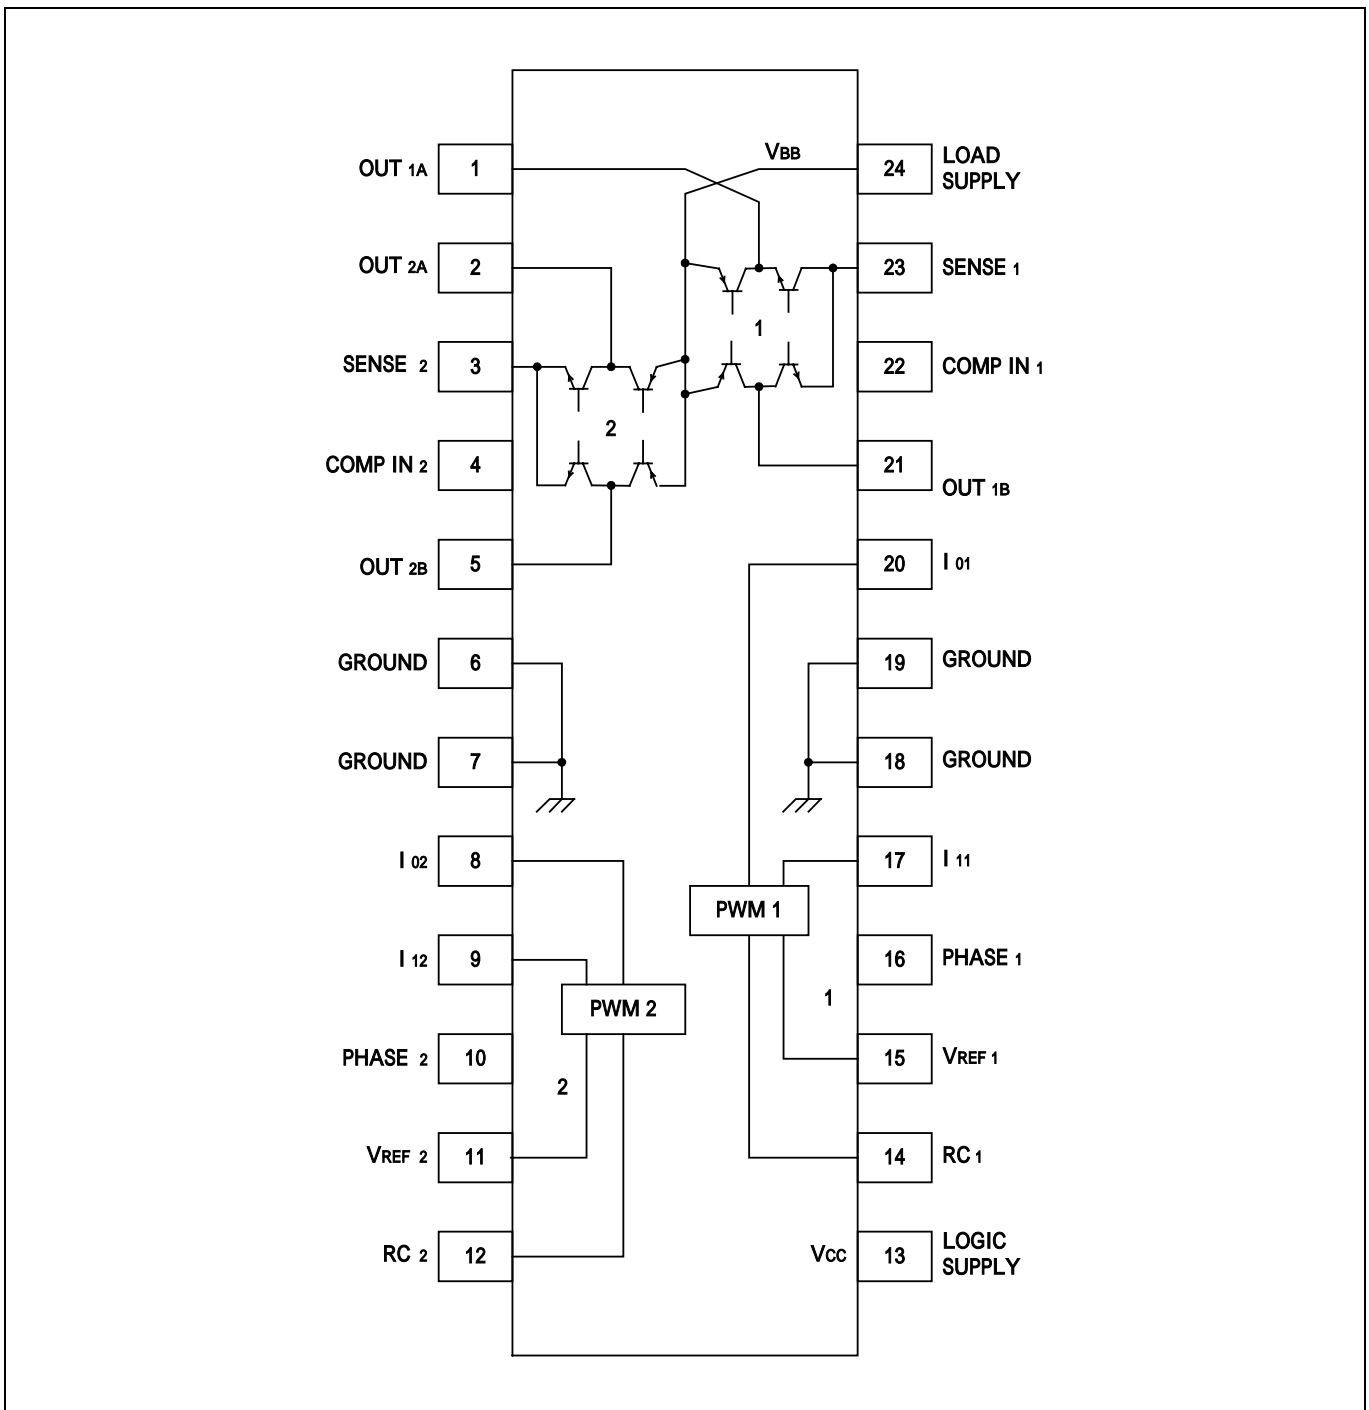 VBB
OUT 1A
1
24
LOAD
SUPPLY
OUT 2A
2
23
SENSE 1
1
SENSE 2
3
22
COMP IN 1
2
COMP IN 2
4
21
OUT 1B
OUT 2B
5
20
I 01
GROUND
6
19
GROUND
GROUND
7
18
GROUND
I 02
8
17
I 11
PWM 1
I 12
9
16
PHASE 1
PWM 2
1
PHASE 2
10
15
VREF 1
2
VREF 2
11
14
RC 1
RC 2
12
VCC
13
LOGIC
SUPPLY